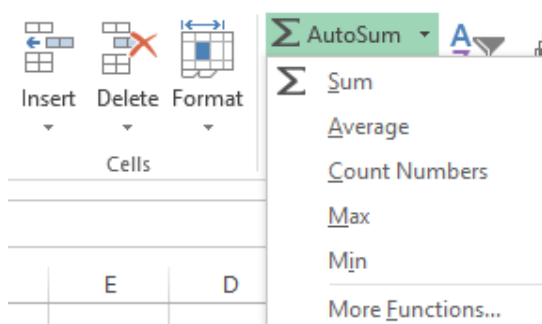 Insert Delete Format
Cells
Σ AutoSum
Σ Sum
Average
Count Numbers
Max
Min
More Functions...
E D